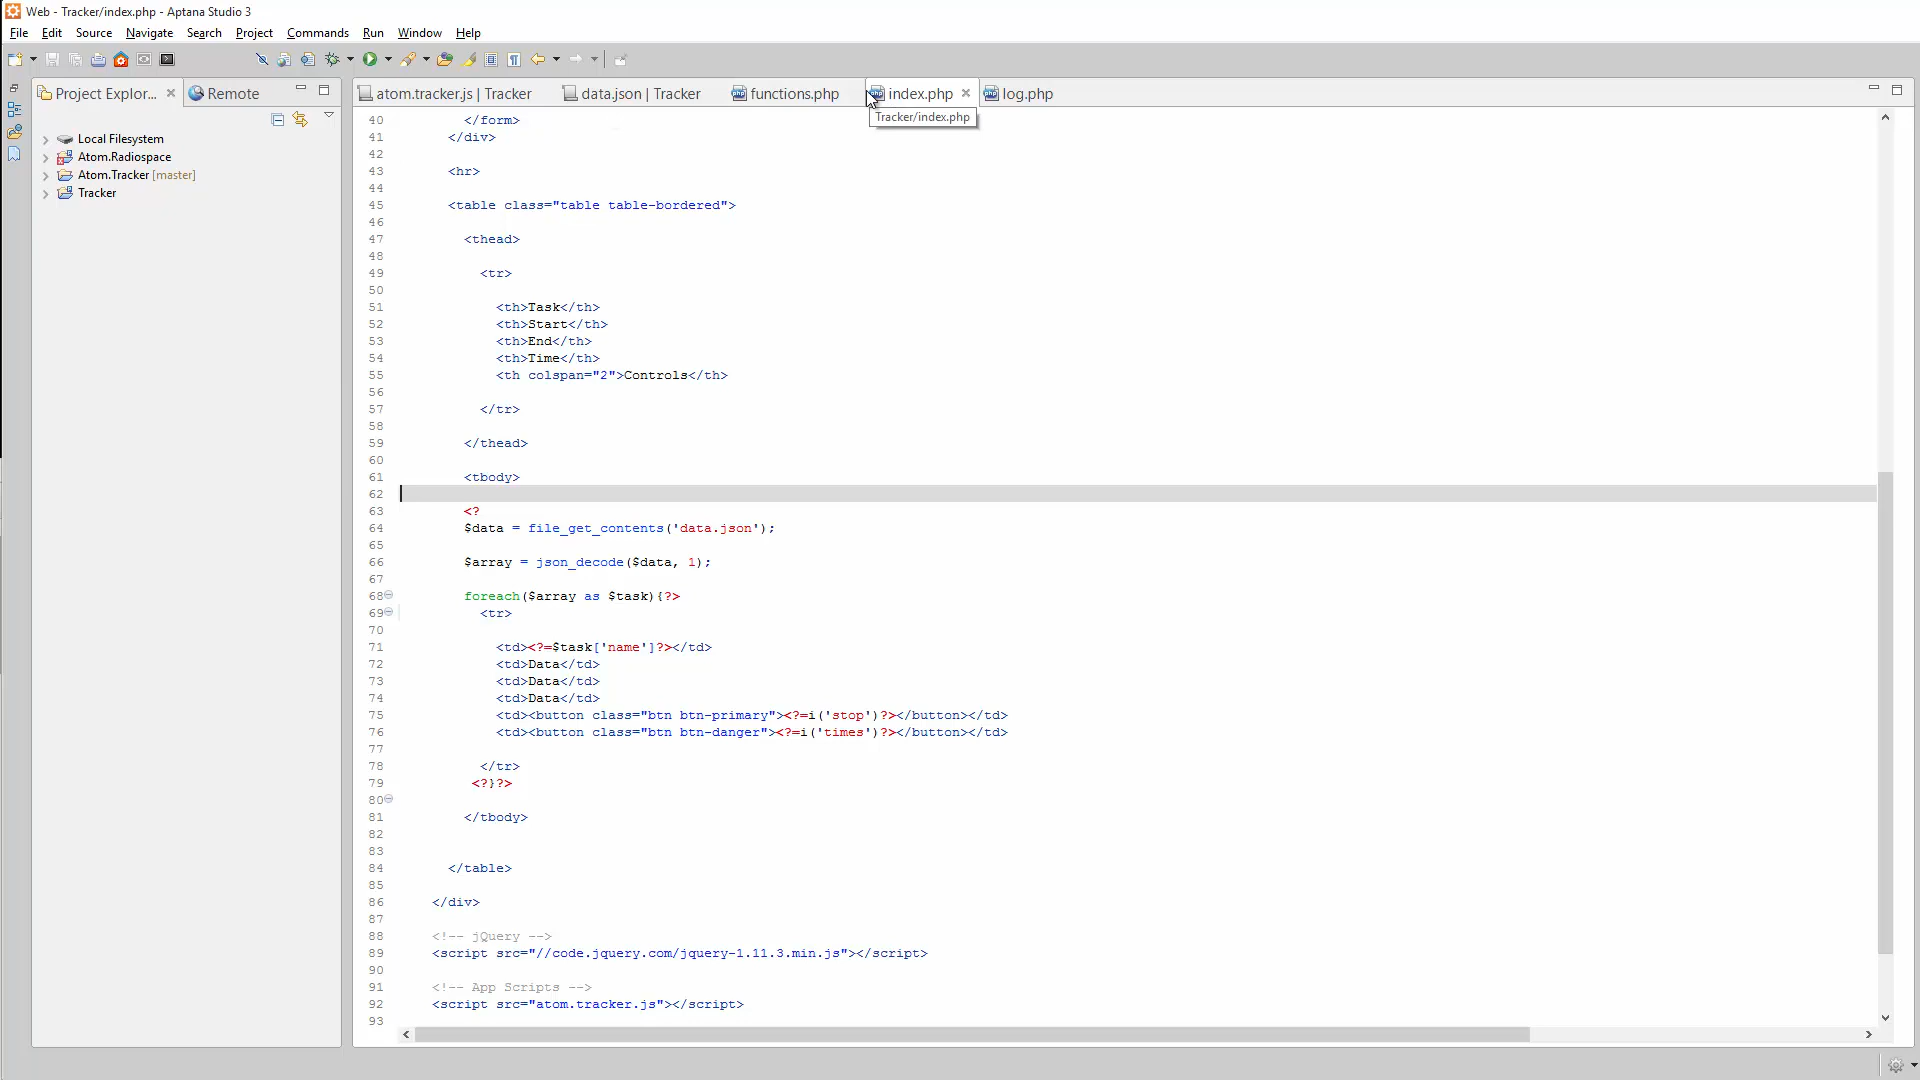 Web - Tracker/index.php - Aptana Studio 3
File Edit Source Navigate Search Project Commands Run Window Help
Project Explor... Remote
atom.tracker.js | Tracker data.json | Tracker functions.php index.php log.php
Tracker/index.php
Local Filesystem
Atom.Radiospace
Atom.Tracker [master]
Tracker
40 </form>
41 </div>
42
43 <hr>
44
45 <table class="table table-bordered">
46
47 <thead>
48
49 <tr>
50
51 <th>Task</th>
52 <th>Start</th>
53 <th>End</th>
54 <th>Time</th>
55 <th colspan="2">Controls</th>
56
57 </tr>
58
59 </thead>
60
61 <tbody>
62
63 <?
64 $data = file_get_contents('data.json');
65
66 $array = json_decode($data, 1);
67
68 foreach($array as $task){?>
69 <tr>
70
71 <td><?=$task['name']?></td>
72 <td>Data</td>
73 <td>Data</td>
74 <td>Data</td>
75 <td><button class="btn btn-primary"><?=i('stop')?></button></td>
76 <td><button class="btn btn-danger"><?=i('times')?></button></td>
77
78 </tr>
79 <?}?>
80
81 </tbody>
82
83
84 </table>
85
86 </div>
87
88 <!-- jQuery -->
89 <script src="//code.jquery.com/jquery-1.11.3.min.js"></script>
90
91 <!-- App Scripts -->
92 <script src="atom.tracker.js"></script>
93